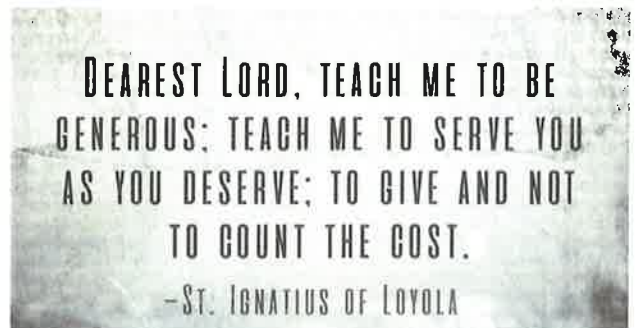 DEAREST LORD, TEACH ME TO BE
GENEROUS; TEACH ME TO SERVE YOU
AS YOU DESERVE; TO GIVE AND NOT
TO COUNT THE COST.
–ST. IGNATIUS OF LOYOLA